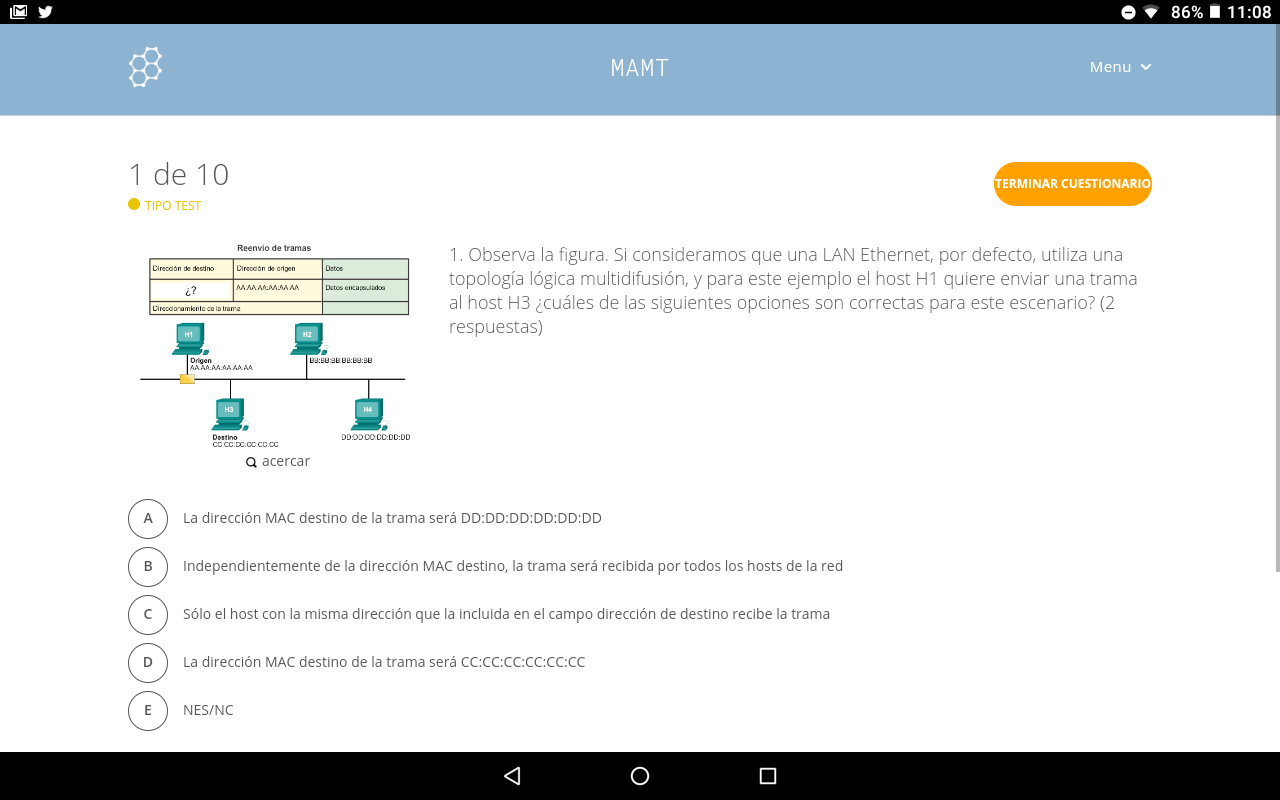 86% 11:08
MAMT
Menu
1 de 10
TERMINAR CUESTIONARIO
TIPO TEST
Reenvío de tramas
Dirección de destino Dirección de origen Datos
¿? AA:AA:AA:AA:AA:AA Datos encapsulados
Direccionamiento de la trama
H1
H2
Origen
AA:AA:AA:AA:AA:AA
BB:BB:BB:BB:BB:BB
H3
H4
Destino
CC:CC:CC:CC:CC:CC
DD:DD:DD:DD:DD:DD
acercar
1. Observa la figura. Si consideramos que una LAN Ethernet, por defecto, utiliza una
topología lógica multidifusión, y para este ejemplo el host H1 quiere enviar una trama
al host H3 ¿cuáles de las siguientes opciones son correctas para este escenario? (2
respuestas)
A La dirección MAC destino de la trama será DD:DD:DD:DD:DD:DD
B Independientemente de la dirección MAC destino, la trama será recibida por todos los hosts de la red
C Sólo el host con la misma dirección que la incluida en el campo dirección de destino recibe la trama
D La dirección MAC destino de la trama será CC:CC:CC:CC:CC:CC
E NES/NC